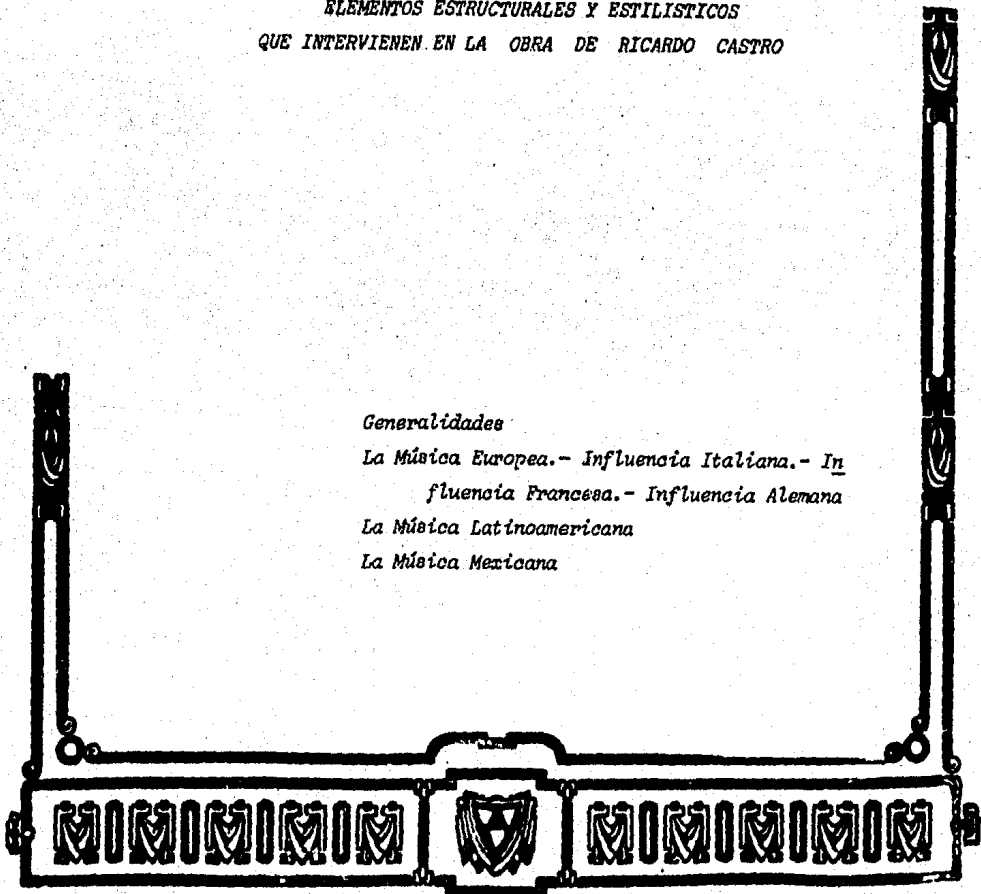 ELEMENTOS ESTRUCTURALES Y ESTILISTICOS
QUE INTERVIENEN EN LA OBRA DE RICARDO CASTRO
Generalidades
La Música Europea.- Influencia Italiana.- In
fluencia Francesa.- Influencia Alemana
La Música Latinoamericana
La Música Mexicana